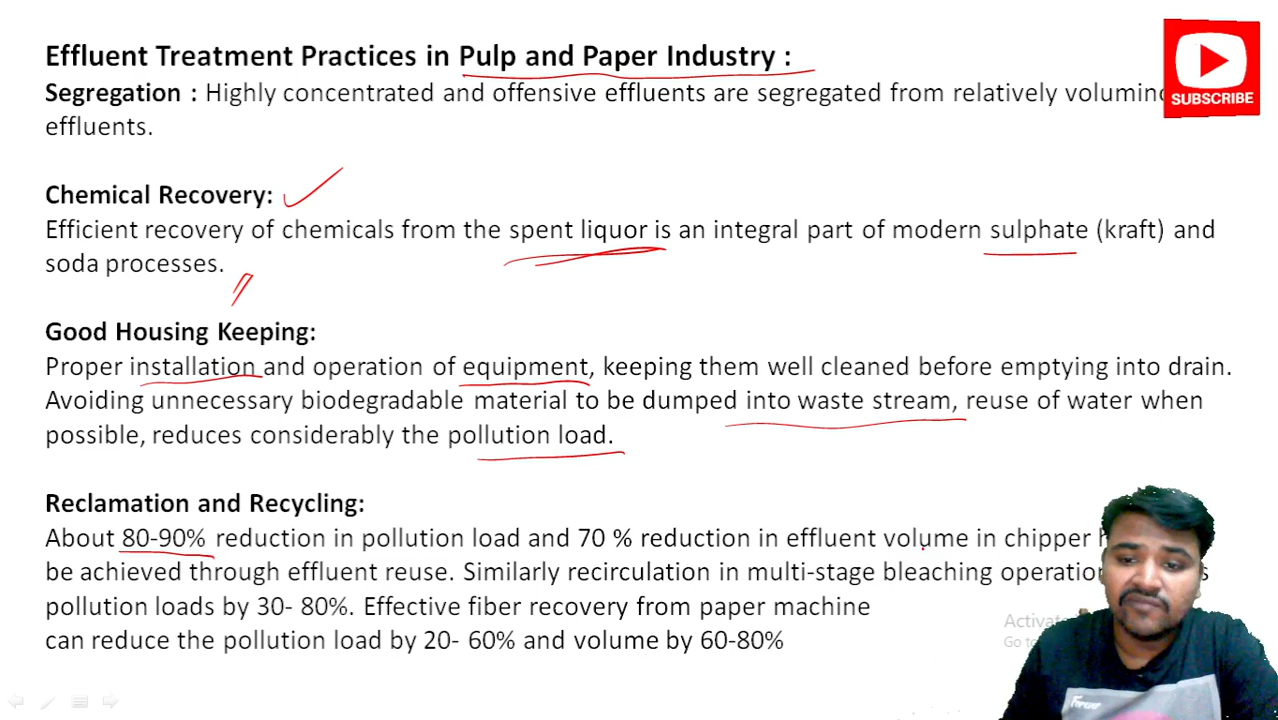 Effluent Treatment Practices in Pulp and Paper Industry :
SUBSCRIBE
Segregation : Highly concentrated and offensive effluents are segregated from relatively
effluents.
Chemical Recovery:
Efficient recovery of chemicals from the spent liquor is an integral part of modern sulphate (kraft) and
soda processes.
Good Housing Keeping:
Proper installation and operation of equipment, keeping them well cleaned before emptying into drain.
Avoiding unnecessary biodegradable material to be dumped into waste stream, reuse of water when
possible, reduces considerably the pollution load.
Reclamation and Recycling:
About 80-90% reduction in pollution load and 70 % reduction in effluent volume in chipper
be achieved through effluent reuse. Similarly recirculation in multi-stage bleaching
pollution loads by 30- 80%. Effective fiber recovery from paper machine
can reduce the pollution load by 20- 60% and volume by 60-80%
Go to
Forever